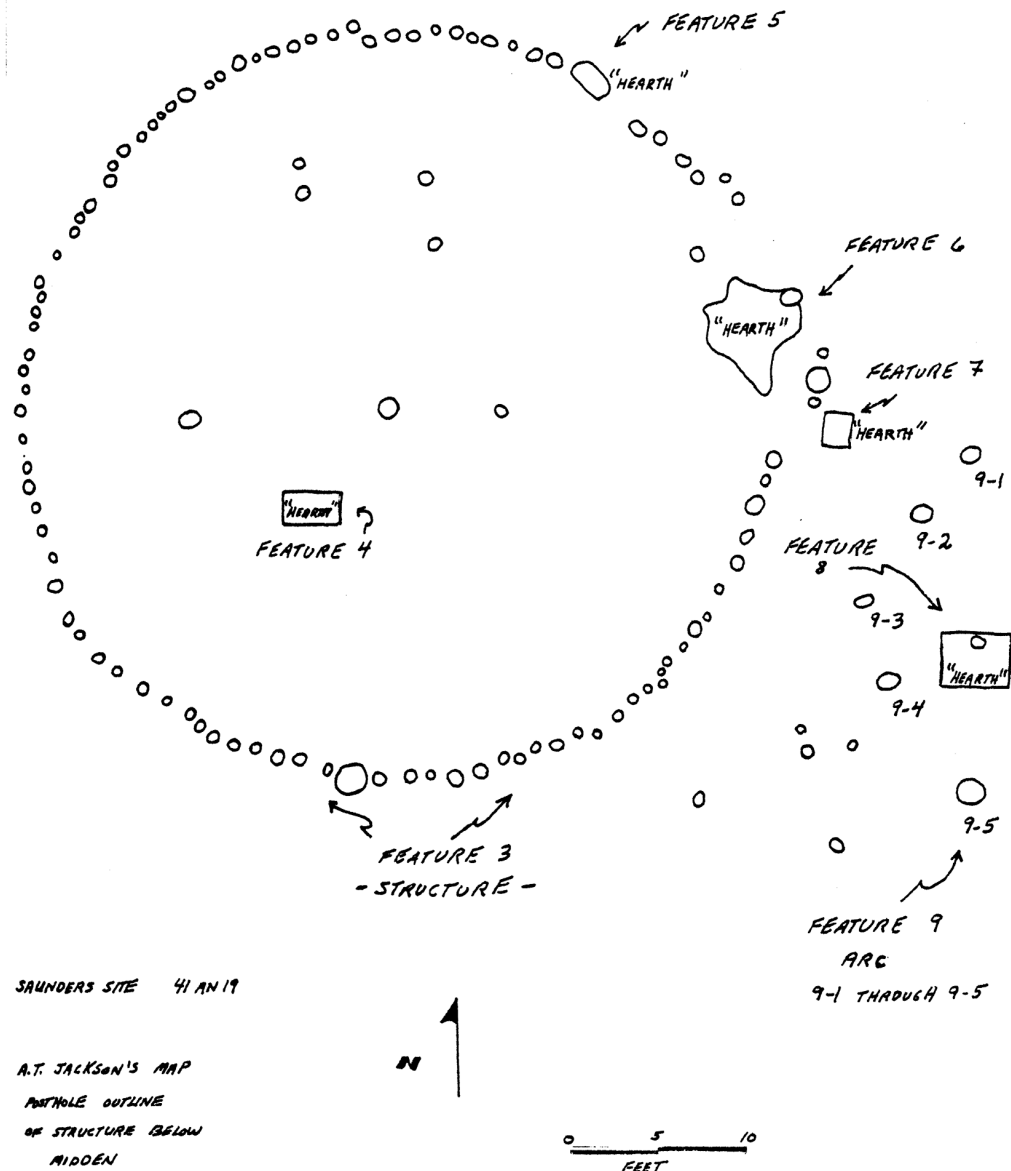 FEATURE 5
"HEARTH"
FEATURE 6
"HEARTH"
FEATURE 7
"HEARTH"
9-1
9-2
"HEARTH"
FEATURE 4
FEATURE
8
9-3
"HEARTH"
9-4
9-5
FEATURE 3
- STRUCTURE -
FEATURE 9
ARC
9-1 THROUGH 9-5
SAUNDERS SITE 41 AN 19
N
A.T. JACKSON'S MAP
POSTHOLE OUTLINE
OF STRUCTURE BELOW
MIDDEN
0 5 10
FEET